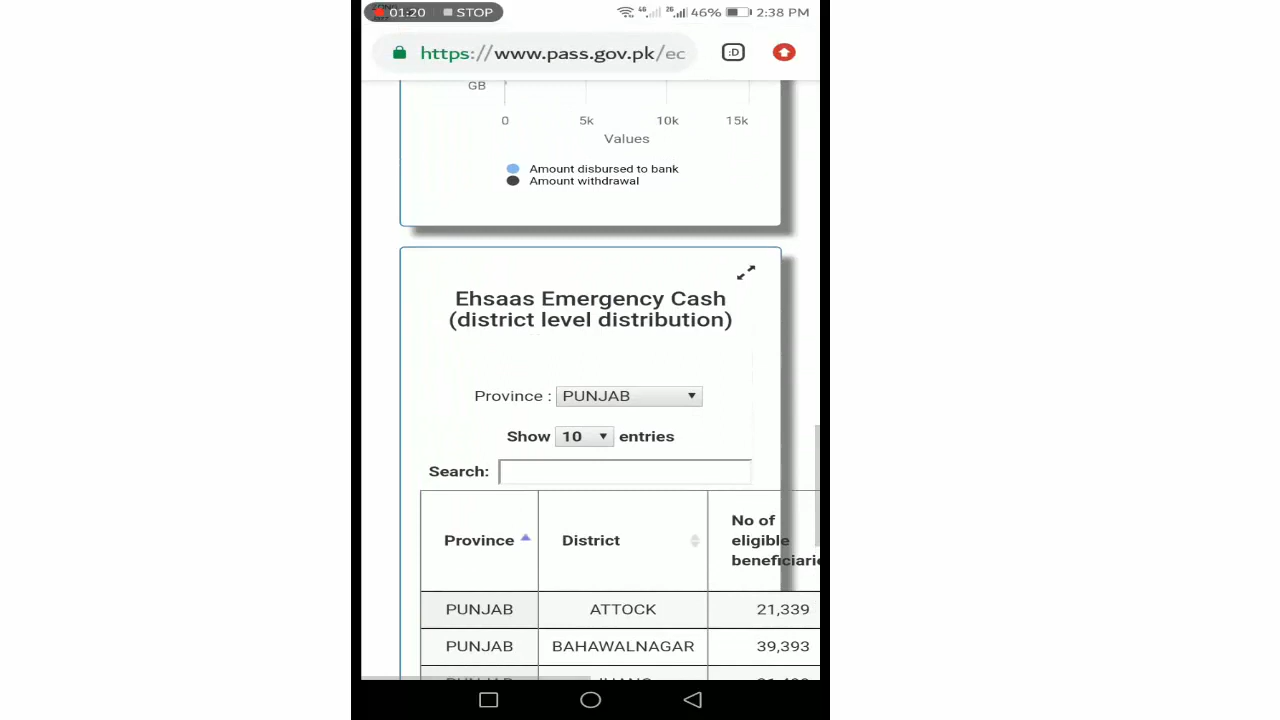 01:20 STOP 46% 2:38 PM
https://www.pass.gov.pk/ec :D
GB
0 5k 10k 15k
Values
Amount disbursed to bank
Amount withdrawal
Ehsaas Emergency Cash
(district level distribution)
Province : PUNJAB
Show 10 entries
Search:
Province District No of eligible beneficiarie
PUNJAB ATTOCK 21,339
PUNJAB BAHAWALNAGAR 39,393